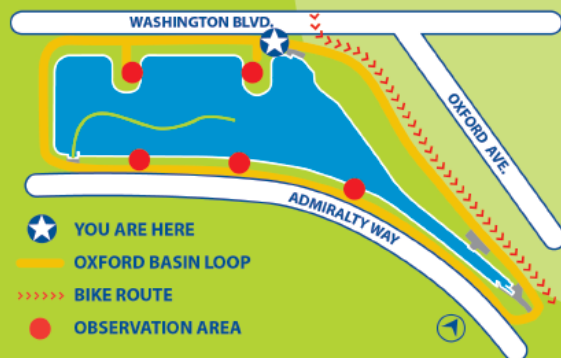 WASHINGTON BLVD.
OXFORD AVE.
ADMIRALTY WAY
YOU ARE HERE
OXFORD BASIN LOOP
BIKE ROUTE
OBSERVATION AREA